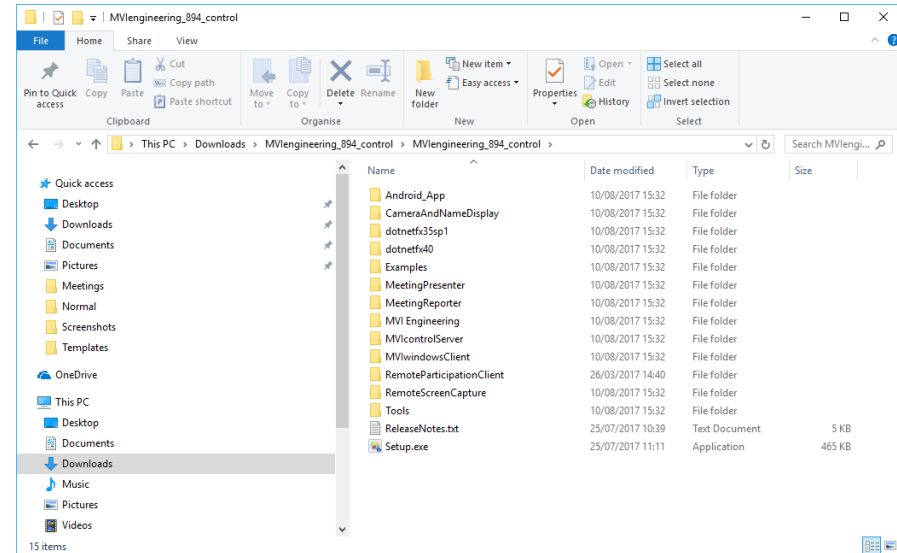 MVIengineering_894_control
File Home Share View
Pin to Quick access
Copy
Paste
Cut
Copy path
Paste shortcut
Clipboard
Move to
Copy to
Delete
Rename
Organise
New folder
New item
Easy access
New
Properties
Open
Edit
History
Open
Select all
Select none
Invert selection
Select
This PC > Downloads > MVIengineering_894_control > MVIengineering_894_control >
Search MVIengi...
Quick access
Desktop
Downloads
Documents
Pictures
Meetings
Normal
Screenshots
Templates
OneDrive
This PC
Desktop
Documents
Downloads
Music
Pictures
Videos
Name Date modified Type Size
Android_App 10/08/2017 15:32 File folder
CameraAndNameDisplay 10/08/2017 15:32 File folder
dotnetfx35sp1 10/08/2017 15:32 File folder
dotnetfx40 10/08/2017 15:32 File folder
Examples 10/08/2017 15:32 File folder
MeetingPresenter 10/08/2017 15:32 File folder
MeetingReporter 10/08/2017 15:32 File folder
MVI Engineering 10/08/2017 15:32 File folder
MVIcontrolServer 10/08/2017 15:32 File folder
MVIwindowsClient 10/08/2017 15:32 File folder
RemoteParticipationClient 26/03/2017 14:40 File folder
RemoteScreenCapture 10/08/2017 15:32 File folder
Tools 10/08/2017 15:32 File folder
ReleaseNotes.txt 25/07/2017 10:39 Text Document 5 KB
Setup.exe 25/07/2017 11:11 Application 465 KB
15 items